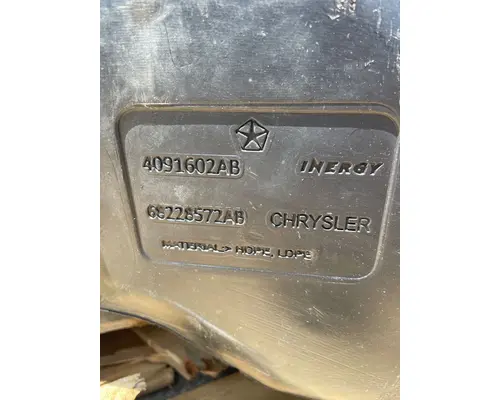 4091602AB INERGY
68228572AB CHRYSLER
MATERIAL> HDPE, LDPE